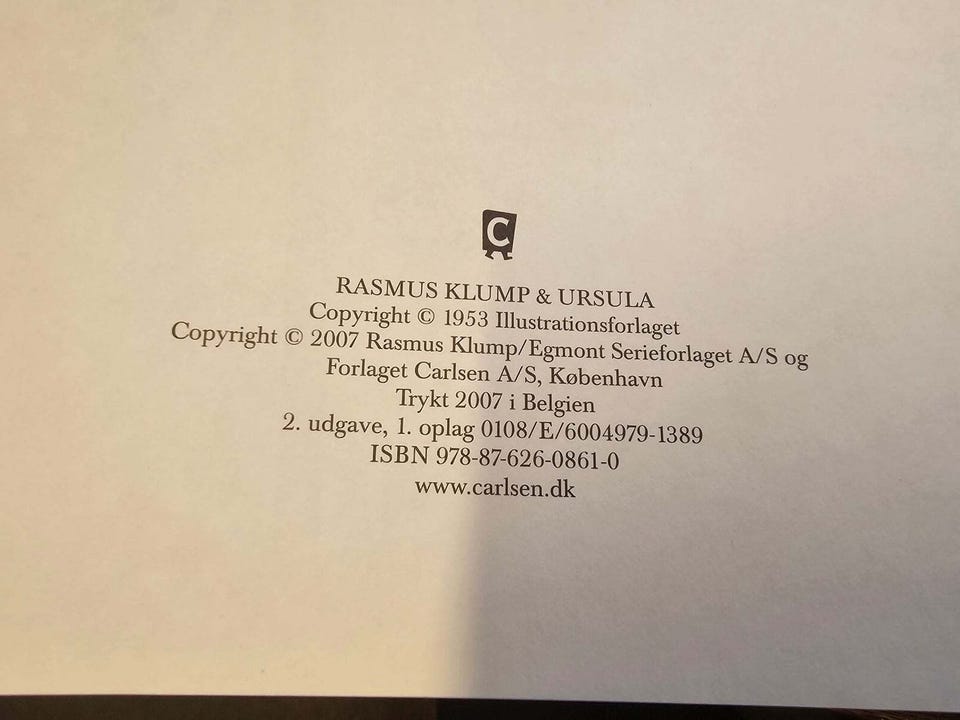 C
RASMUS KLUMP & URSULA
Copyright © 1953 Illustrationsforlaget
Copyright © 2007 Rasmus Klump/Egmont Serieforlaget A/S og
Forlaget Carlsen A/S, København
Trykt 2007 i Belgien
2. udgave, 1. oplag 0108/E/6004979-1389
ISBN 978-87-626-0861-0
www.carlsen.dk